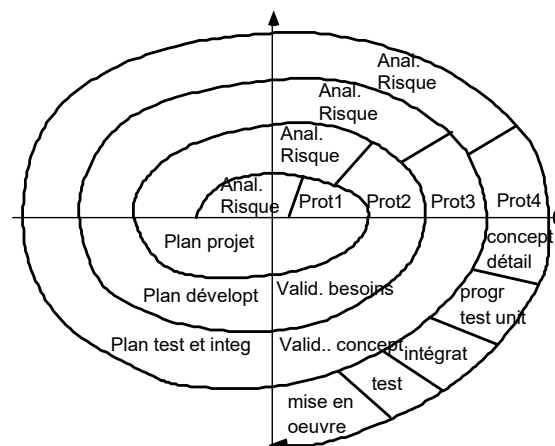 Anal.
Risque
Anal.
Risque
Anal.
Risque
Anal.
Risque
Prot1
Prot2
Prot3
Prot4
Plan projet
concept
détail
Plan dévelopt
Valid. besoins
progr
test unit
Plan test et integ
Valid.. concept
intégrat
test
mise en
oeuvre